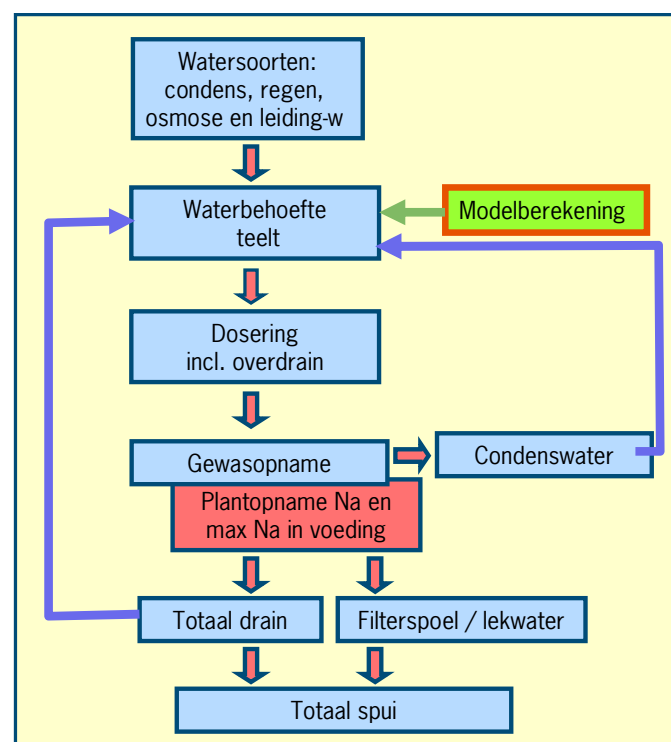 Watersoorten:
condens, regen,
osmose en leiding-w
Waterbehoefte
teelt
Modelberekening
Dosering
incl. overdrain
Gewasopname
Condenswater
Plantopname Na en
max Na in voeding
Totaal drain
Filterspoel / lekwater
Totaal spui